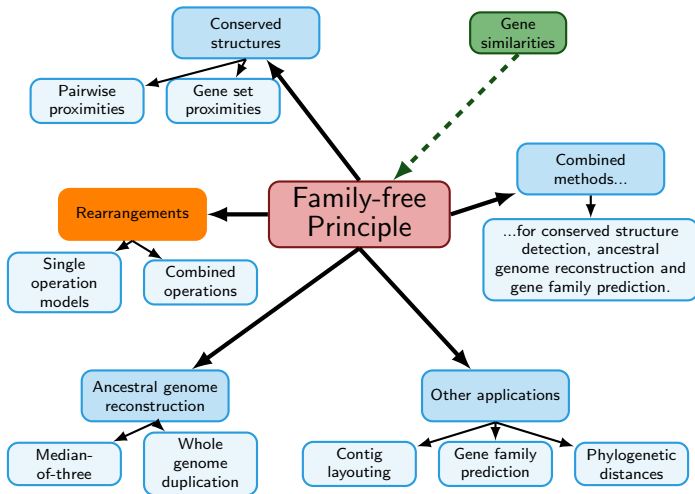 Conserved
structures
Gene
similarities
Pairwise
proximities
Gene set
proximities
Combined
methods...
Family-free
Principle
Rearrangements
...for conserved structure
detection, ancestral
genome reconstruction and
gene family prediction.
Single
operation
models
Combined
operations
Ancestral genome
reconstruction
Other applications
Median-
of-three
Whole
genome
duplication
Contig
layouting
Gene family
prediction
Phylogenetic
distances